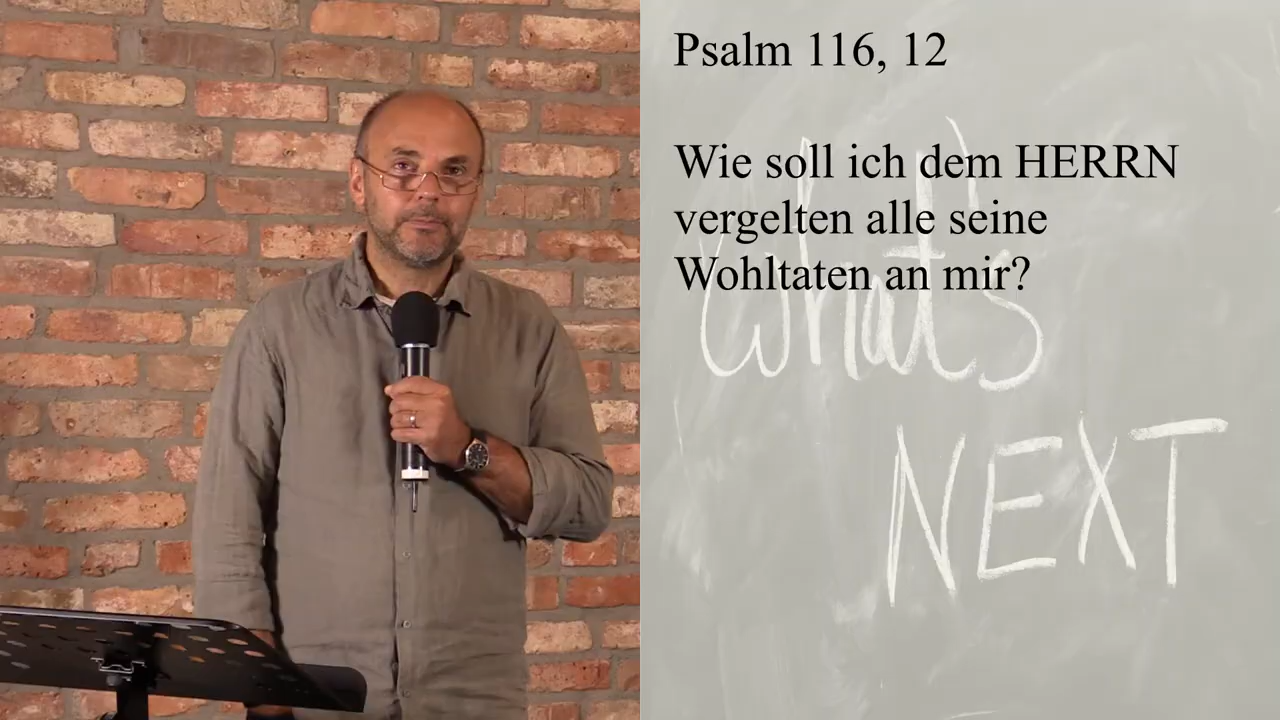 Psalm 116, 12
Wie soll ich dem HERRN
vergelten alle seine
Wohltaten an mir?
What's
NEXT